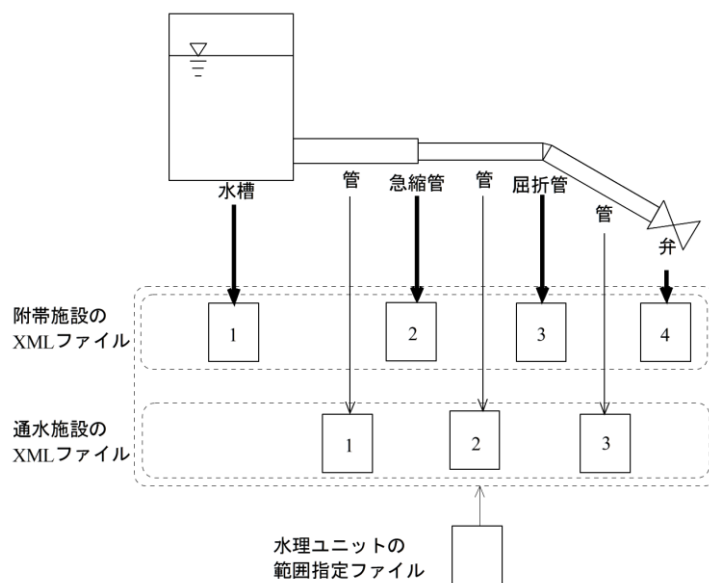 水槽
管
急縮管
管
屈折管
管
弁
附帯施設の
XMLファイル
1
2
3
4
通水施設の
XMLファイル
1
2
3
水理ユニットの
範囲指定ファイル